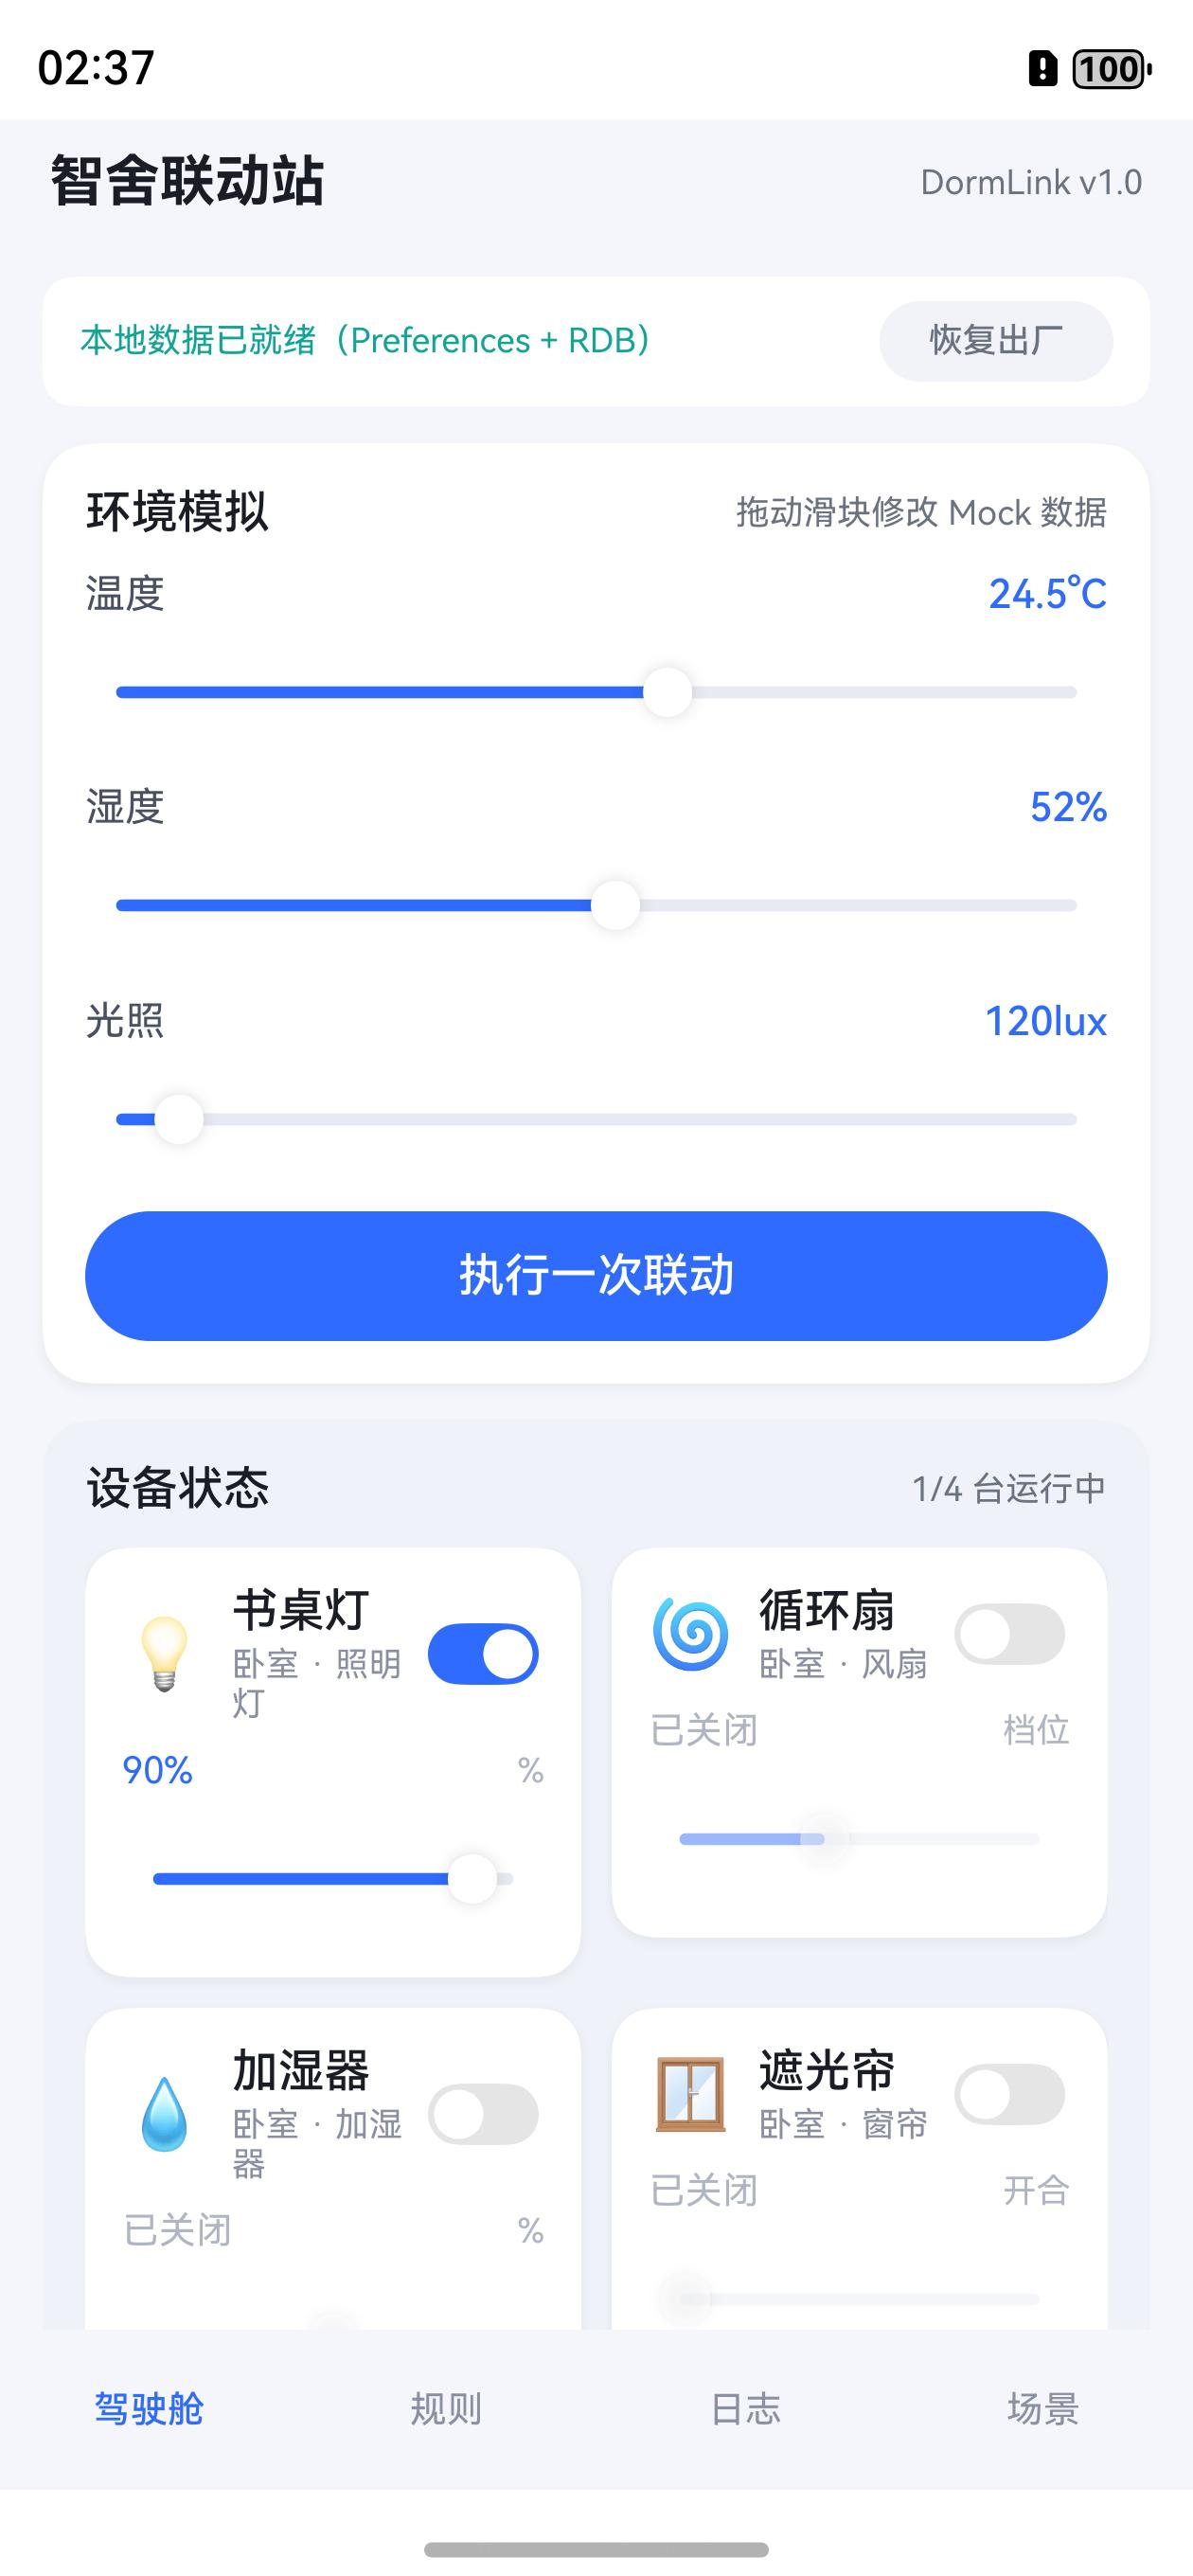 02:37
100
智舍联动站
DormLink v1.0
本地数据已就绪（Preferences + RDB）
恢复出厂
环境模拟
拖动滑块修改 Mock 数据
温度
24.5°C
湿度
52%
光照
120lux
执行一次联动
设备状态
1/4 台运行中
书桌灯
卧室 · 照明
灯
90%
%
循环扇
卧室 · 风扇
已关闭
档位
加湿器
卧室 · 加湿
器
已关闭
%
遮光帘
卧室 · 窗帘
已关闭
开合
驾驶舱
规则
日志
场景